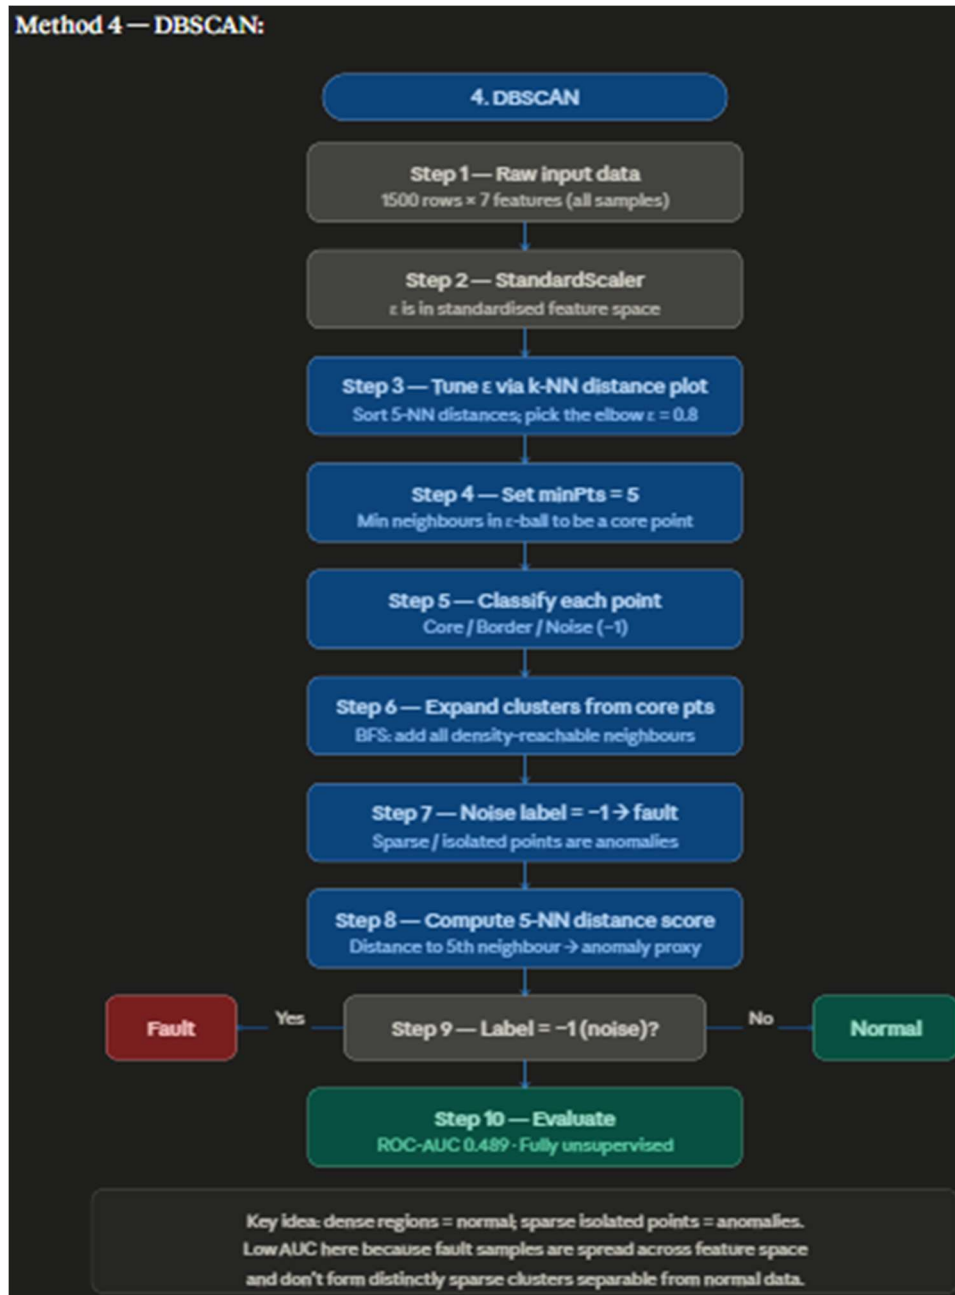 Method 4 — DBSCAN:
4. DBSCAN
Step 1 — Raw input data
1500 rows × 7 features (all samples)
Step 2 — StandardScaler
ε is in standardised feature space
Step 3 — Tune ε via k-NN distance plot
Sort 5-NN distances; pick the elbow ε = 0.8
Step 4 — Set minPts = 5
Min neighbours in ε-ball to be a core point
Step 5 — Classify each point
Core / Border / Noise (−1)
Step 6 — Expand clusters from core pts
BFS: add all density-reachable neighbours
Step 7 — Noise label = −1 → fault
Sparse / isolated points are anomalies
Step 8 — Compute 5-NN distance score
Distance to 5th neighbour → anomaly proxy
Fault
Yes
Step 9 — Label = −1 (noise)?
No
Normal
Step 10 — Evaluate
ROC-AUC 0.489 · Fully unsupervised
Key idea: dense regions = normal; sparse isolated points = anomalies.
Low AUC here because fault samples are spread across feature space
and don't form distinctly sparse clusters separable from normal data.